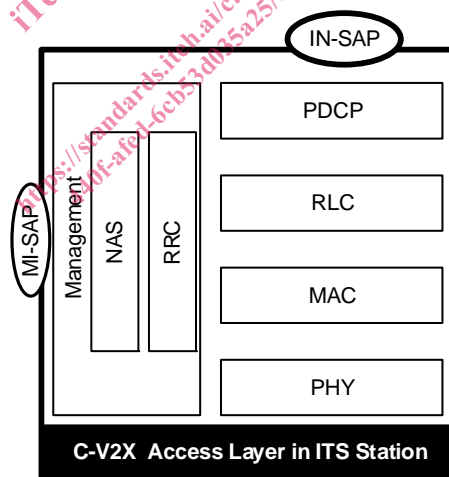 IN-SAP
PDCP
RLC
MAC
PHY
MI-SAP
Management
NAS
RRC
C-V2X Access Layer in ITS Station